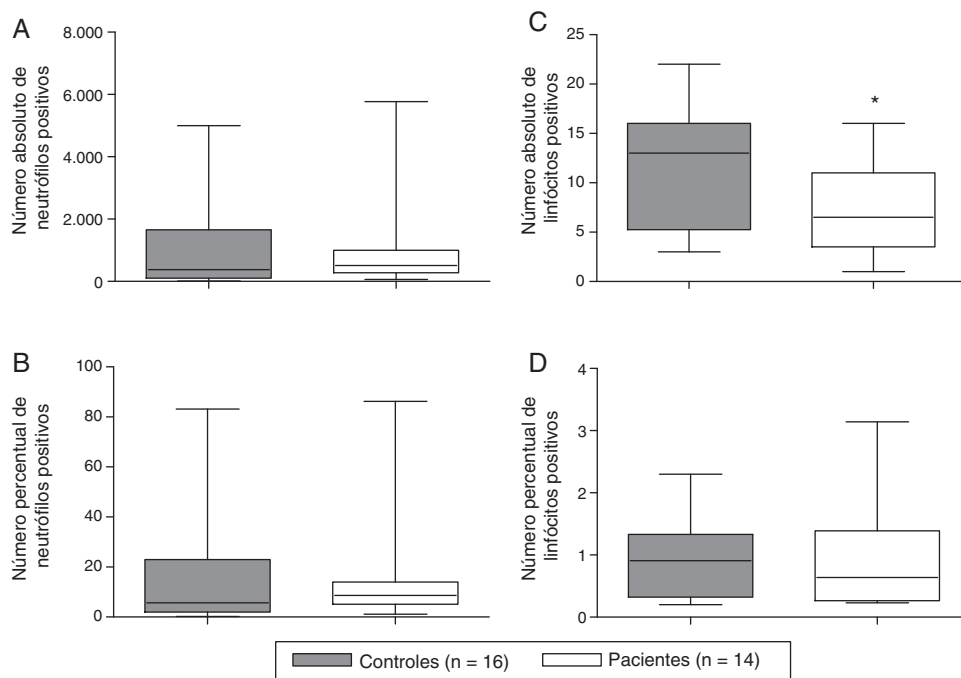 A
Número absoluto de
neutrófilos positivos
8.000
6.000
4.000
2.000
0
C
Número absoluto de
linfócitos positivos
25
20
15
10
5
0
*
B
Número percentual de
neutrófilos positivos
100
80
60
40
20
0
D
Número percentual de
linfócitos positivos
4
3
2
1
0
Controles (n = 16)
Pacientes (n = 14)